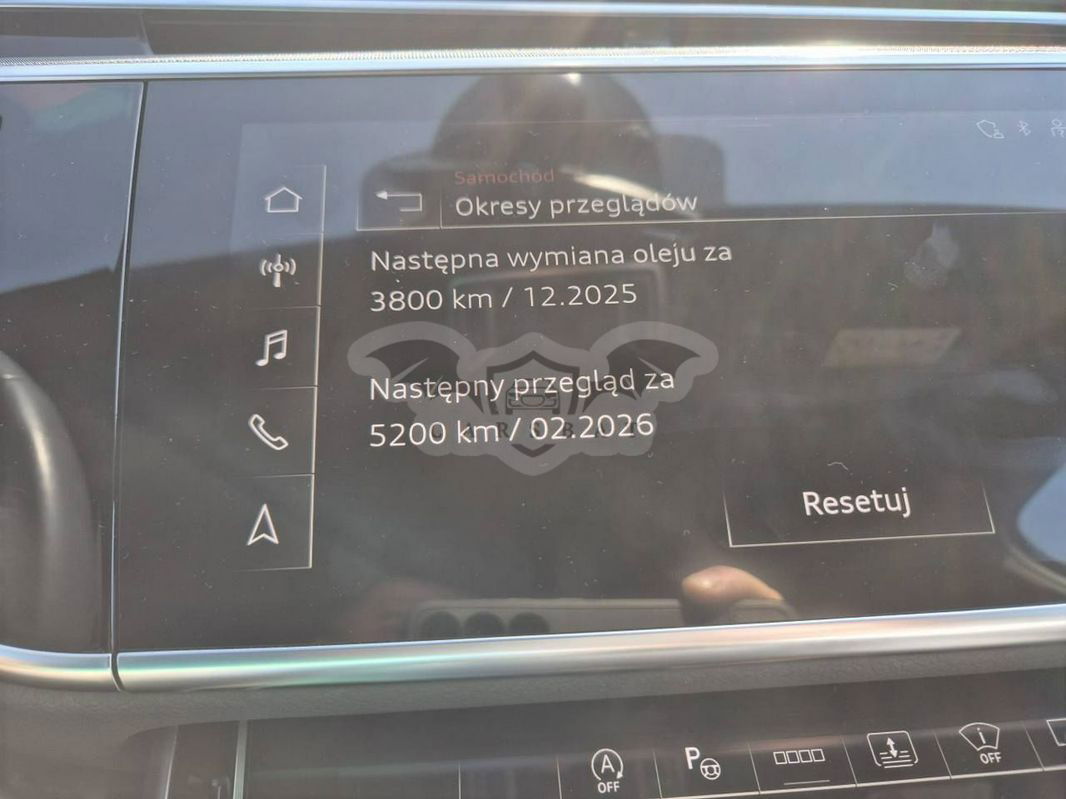 Samochód
Okresy przeglądów
Następna wymiana oleju za
3800 km / 12.2025
Następny przegląd za
5200 km / 02.2026
Resetuj
A
OFF
P
i
OFF